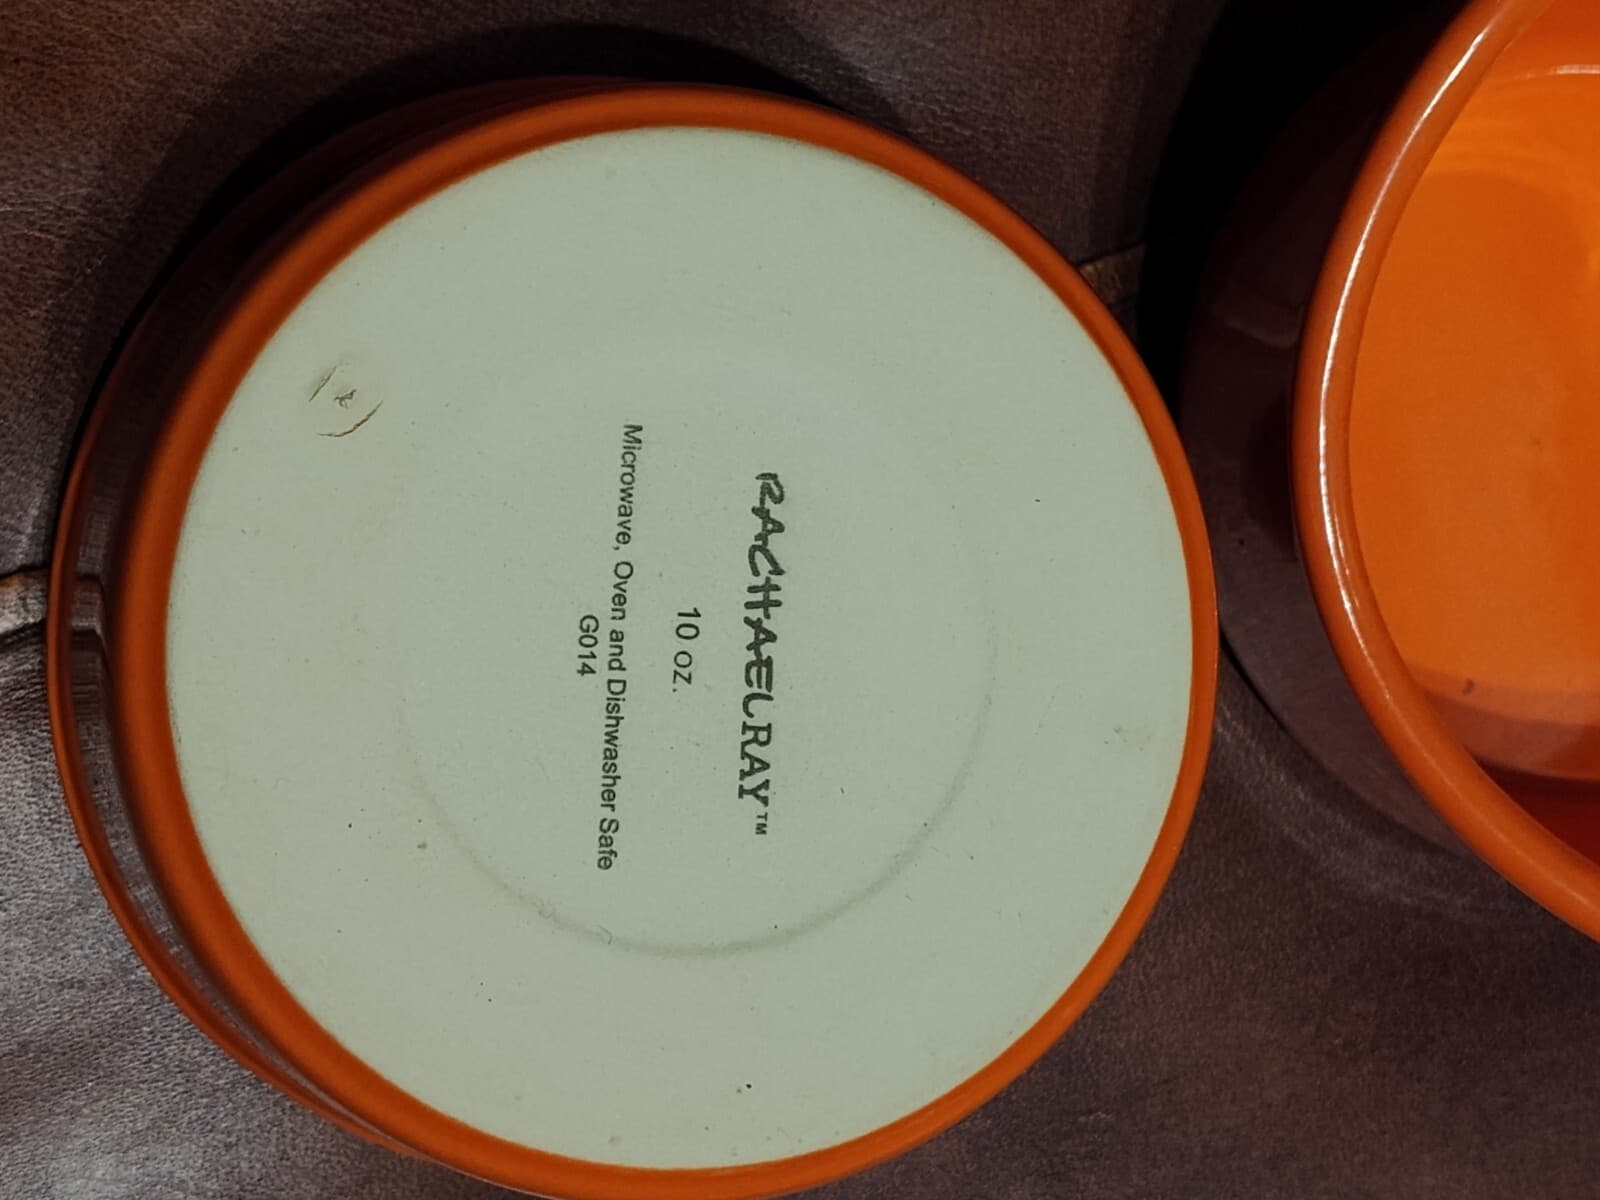 RACHAELRAY™
10 oz.
Microwave, Oven and Dishwasher Safe
G014